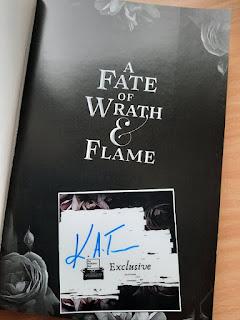 A
FATE
OF
WRATH
&
FLAME
K.A.T
Exclusive